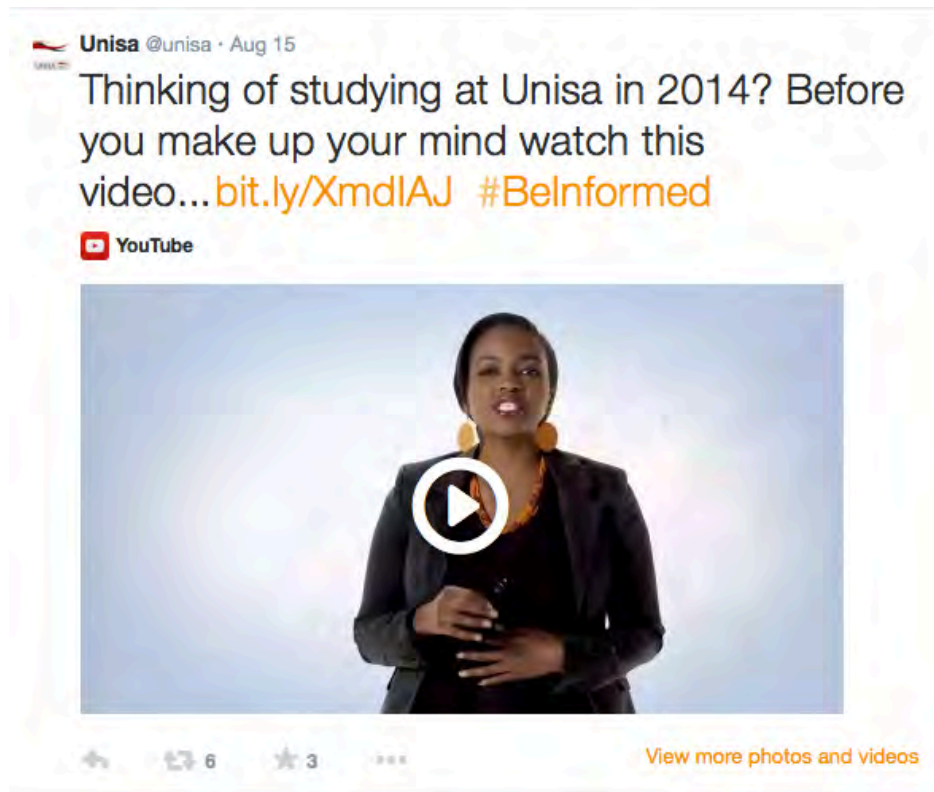 Unisa @unisa · Aug 15
Thinking of studying at Unisa in 2014? Before
you make up your mind watch this
video...bit.ly/XmdIAJ #BeInformed
YouTube
6 3
View more photos and videos